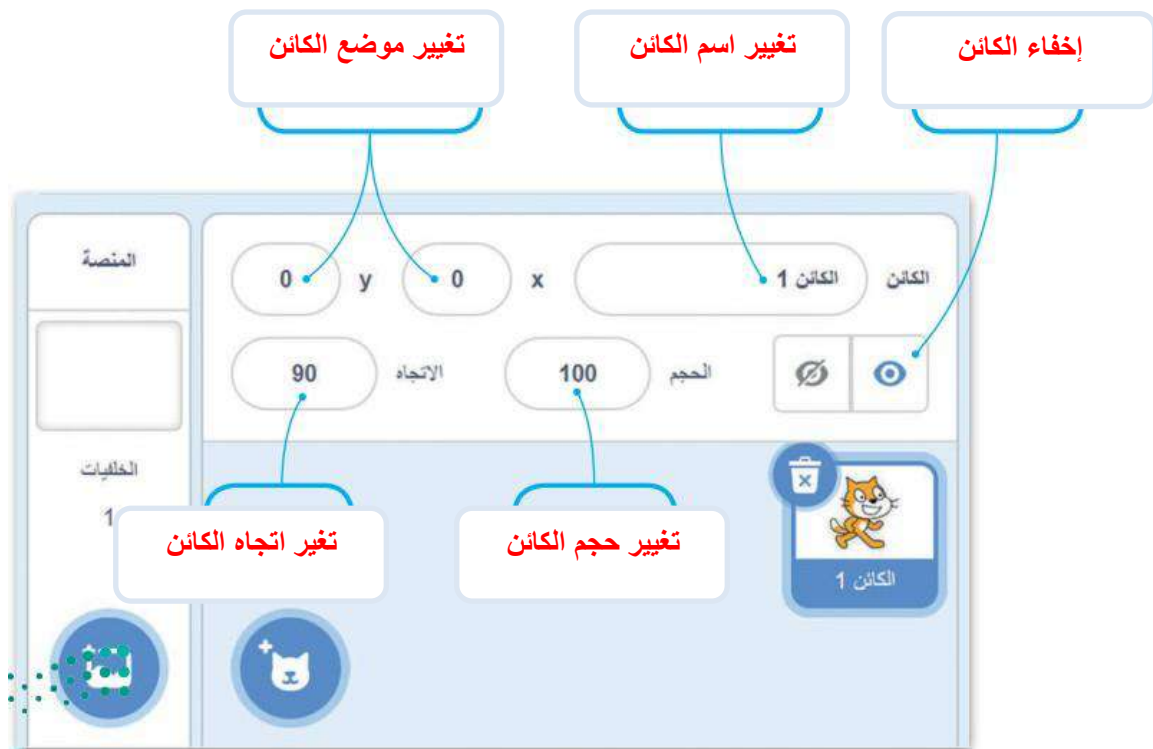 إخفاء الكائن
تغيير اسم الكائن
تغيير موضع الكائن
الكائن
الكائن 1
x
0
y
0
الحجم
100
الاتجاه
90
المنصة
الخلفيات
1
تغيير حجم الكائن
تغير اتجاه الكائن
الكائن 1